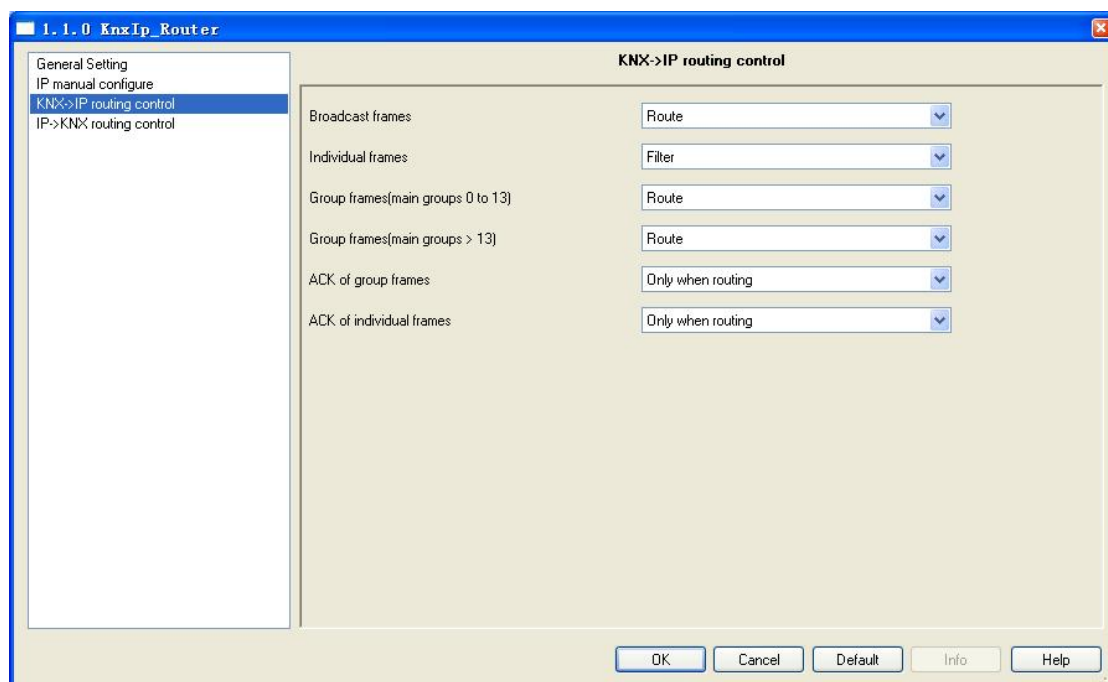 1.1.0 KnxIp_Router
General Setting
IP manual configure
KNX->IP routing control
IP->KNX routing control
KNX->IP routing control
Broadcast frames Route
Individual frames Filter
Group frames(main groups 0 to 13) Route
Group frames(main groups > 13) Route
ACK of group frames Only when routing
ACK of individual frames Only when routing
OK Cancel Default Info Help